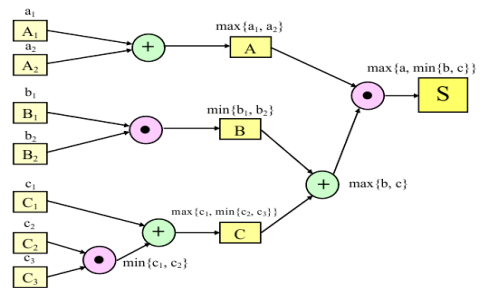 a₁
A₁
a₂
A₂
+
max{a₁, a₂}
A
max{a, min{b, c}}
S
b₁
B₁
b₂
B₂
min{b₁, b₂}
B
+
max{b, c}
c₁
C₁
c₂
C₂
c₃
C₃
+
min{c₁, c₂}
max{c₁, min{c₂, c₃}}
C